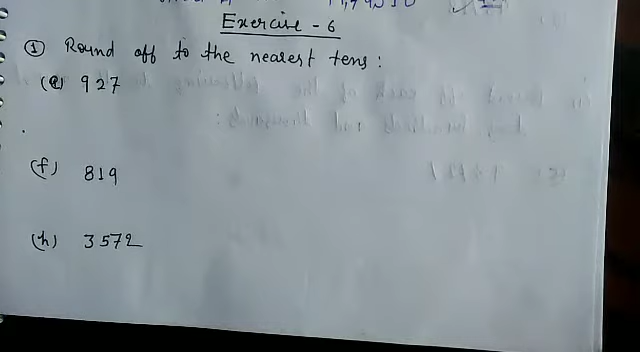 Exercise - 6
① Round off to the nearest tens :
(e) 927
(f) 819
(h) 3572